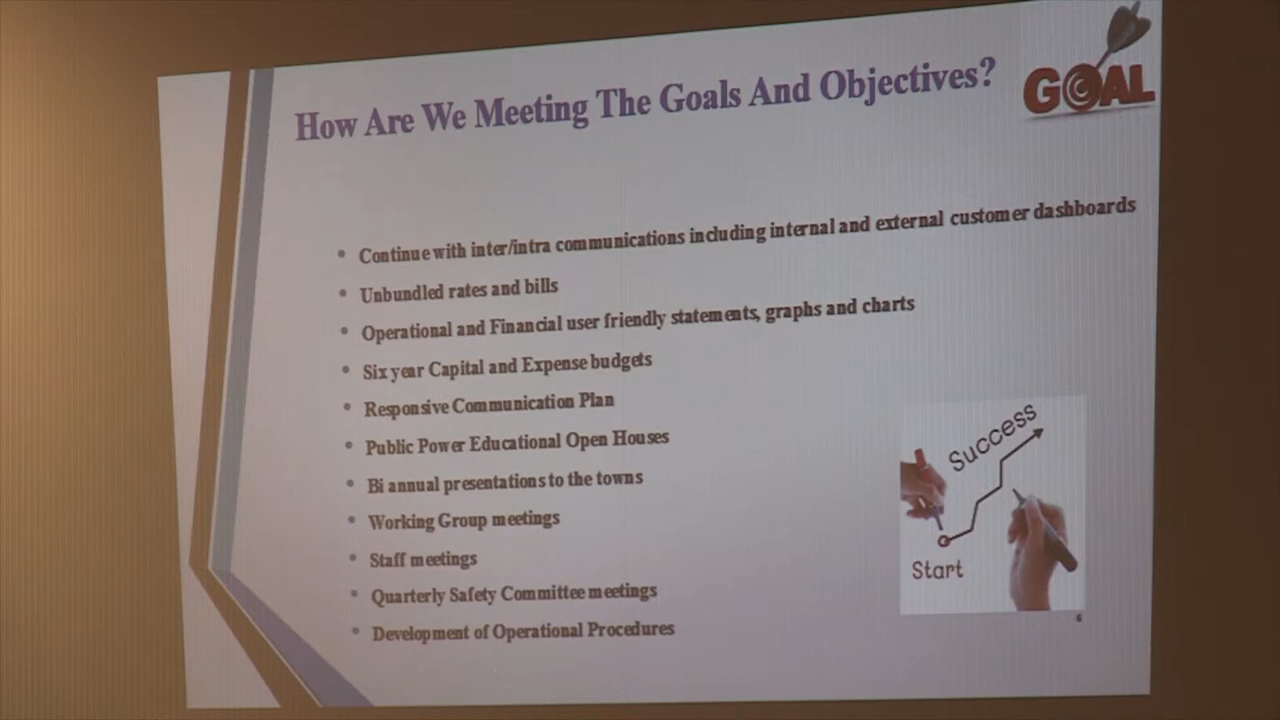 How Are We Meeting The Goals And Objectives?
GOAL
Continue with inter/intra communications including internal and external customer dashboards
Unbundled rates and bills
Operational and Financial user friendly statements, graphs and charts
Six year Capital and Expense budgets
Responsive Communication Plan
Public Power Educational Open Houses
Bi annual presentations to the towns
Working Group meetings
Staff meetings
Quarterly Safety Committee meetings
Development of Operational Procedures
Success
Start
6